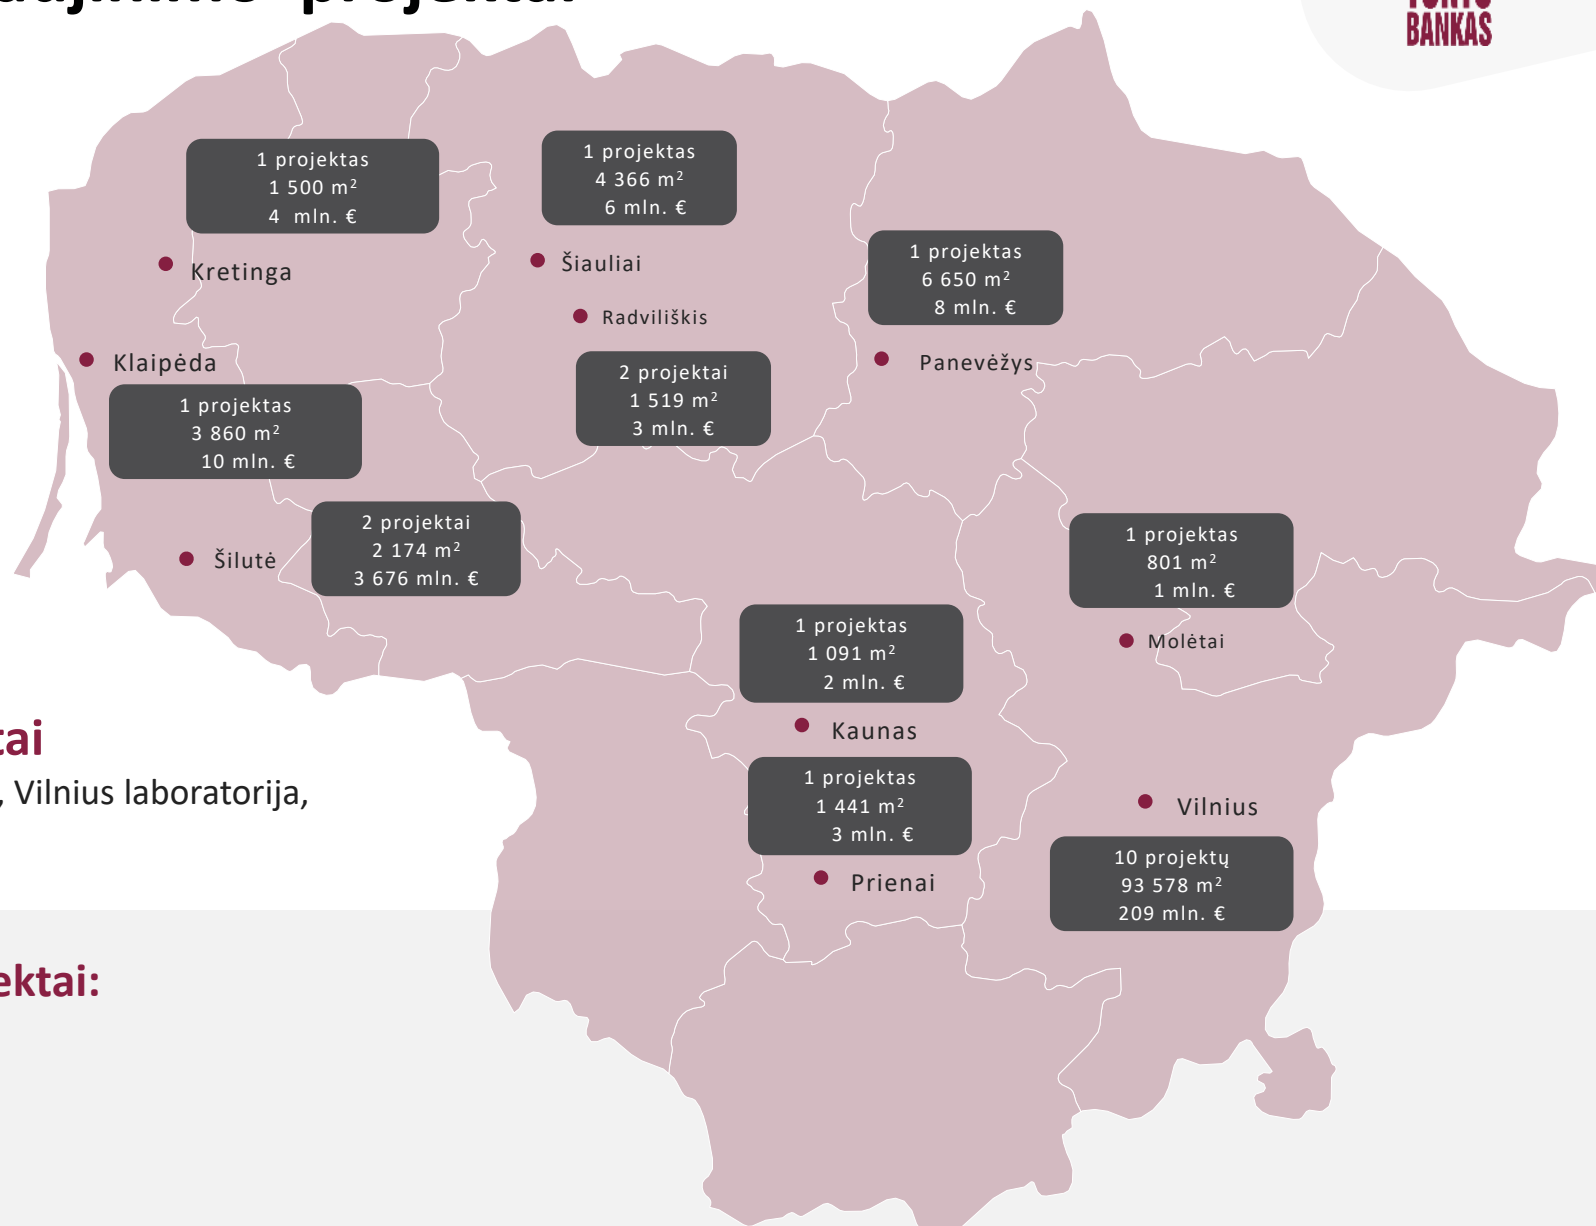 projektai
BANKAS
1 projektas
1 500 m²
4 mln. €
Kretinga
1 projektas
4 366 m²
6 mln. €
Šiauliai
Radviliškis
2 projektai
1 519 m²
3 mln. €
1 projektas
6 650 m²
8 mln. €
Panevėžys
Klaipėda
1 projektas
3 860 m²
10 mln. €
Šilutė
2 projektai
2 174 m²
3 676 mln. €
1 projektas
801 m²
1 mln. €
Molėtai
1 projektas
1 091 m²
2 mln. €
Kaunas
1 projektas
1 441 m²
3 mln. €
Prienai
Vilnius
10 projektų
93 578 m²
209 mln. €
tai
, Vilnius laboratorija,
ektai: